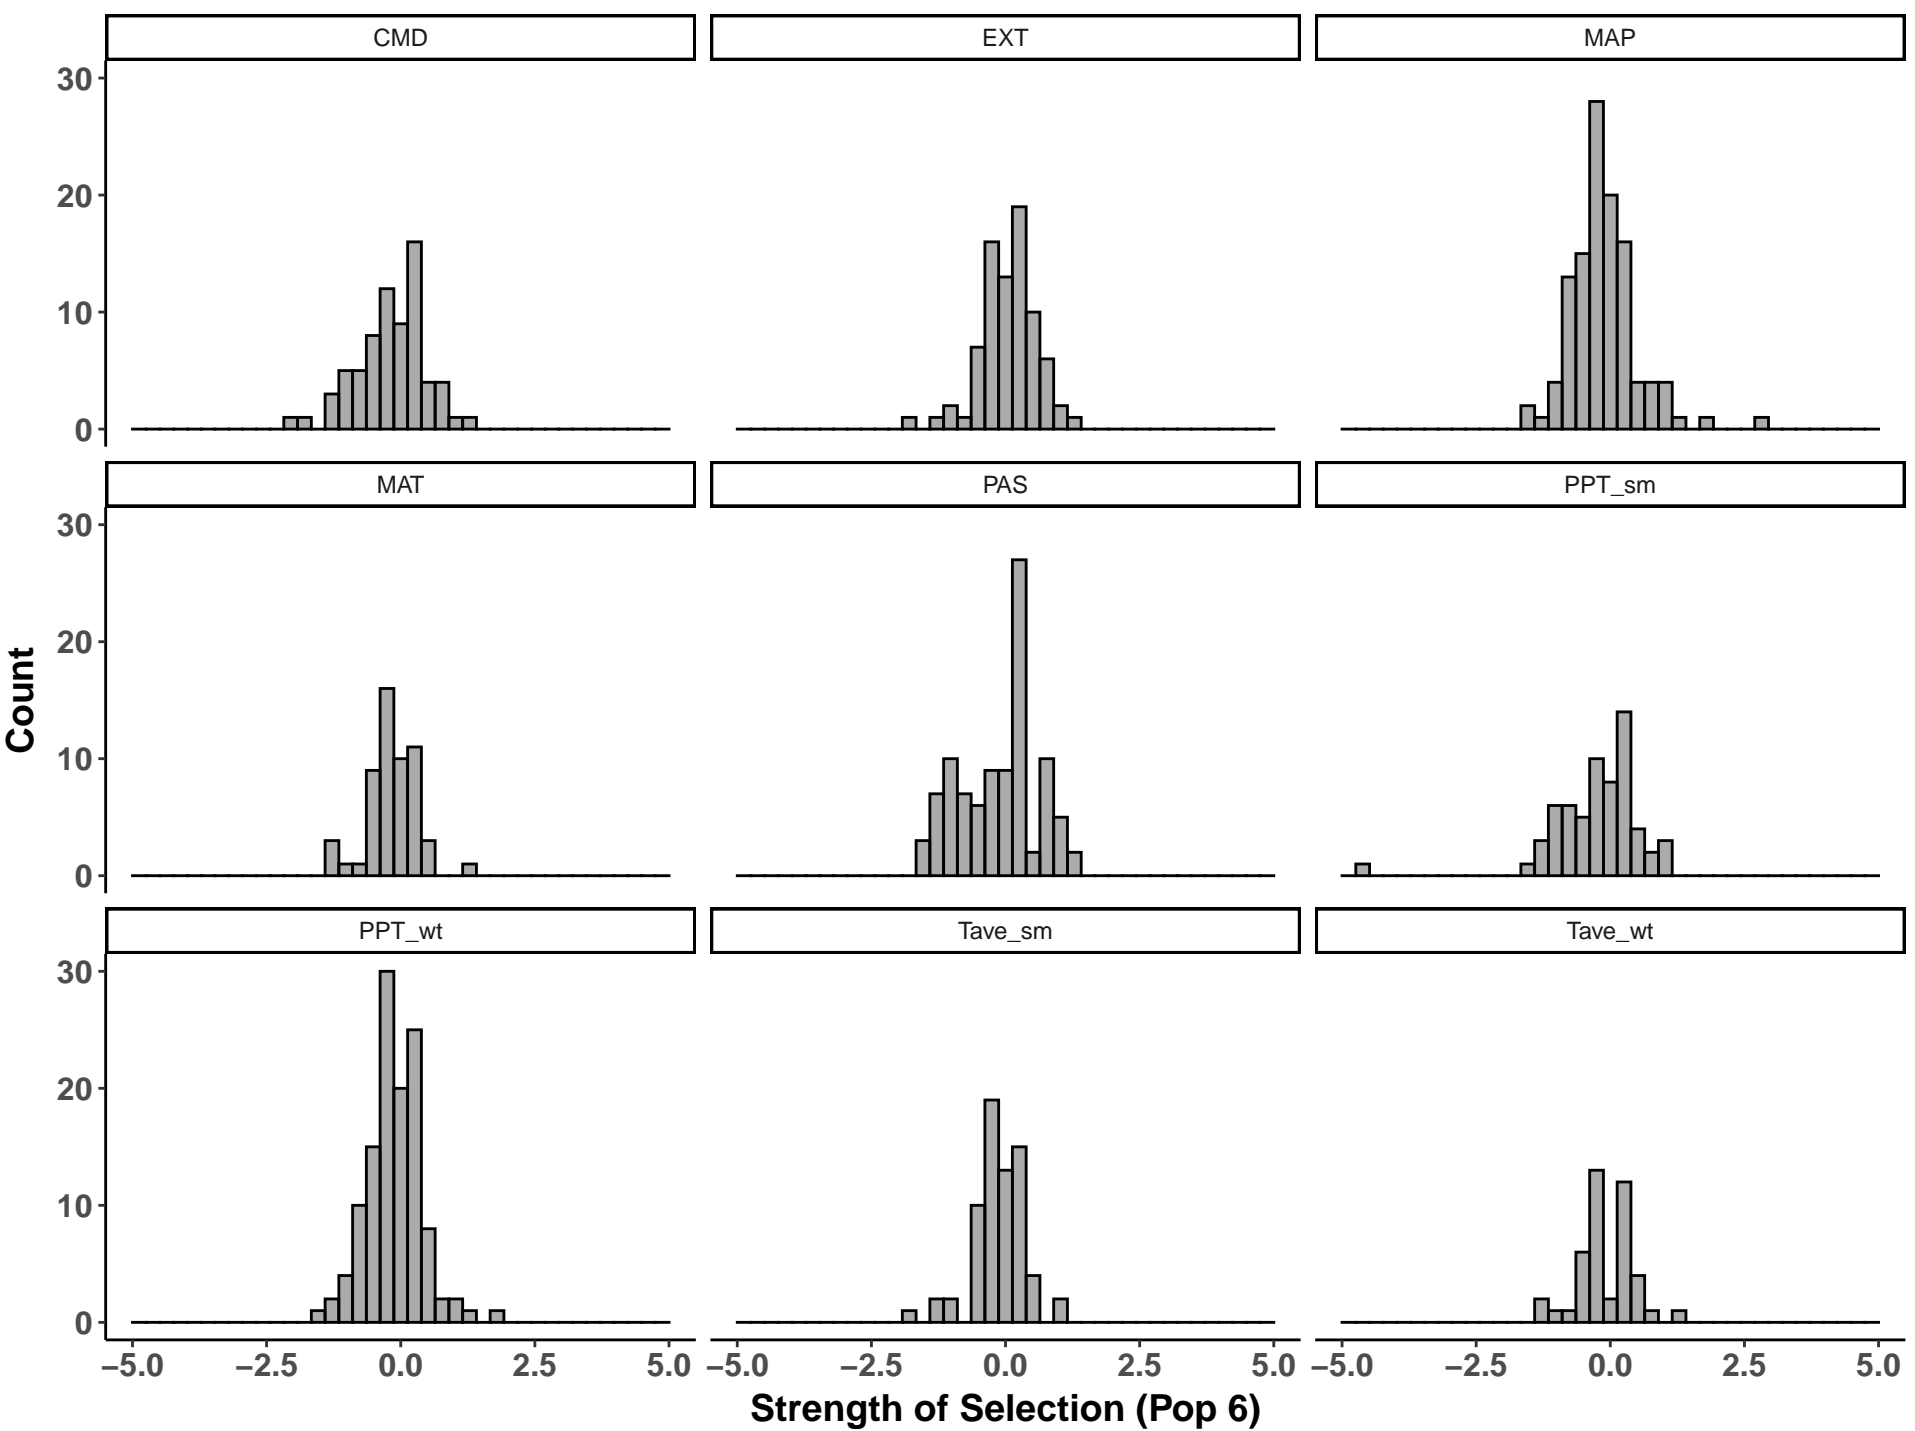 CMD EXT MAP
30
20
10
0
MAT PAS PPT_sm
30
20
10
0
PPT_wt Tave_sm Tave_wt
30
20
10
0
−5.0 −2.5 0.0 2.5 5.0 −5.0 −2.5 0.0 2.5 5.0 −5.0 −2.5 0.0 2.5 5.0
Count
Strength of Selection (Pop 6)